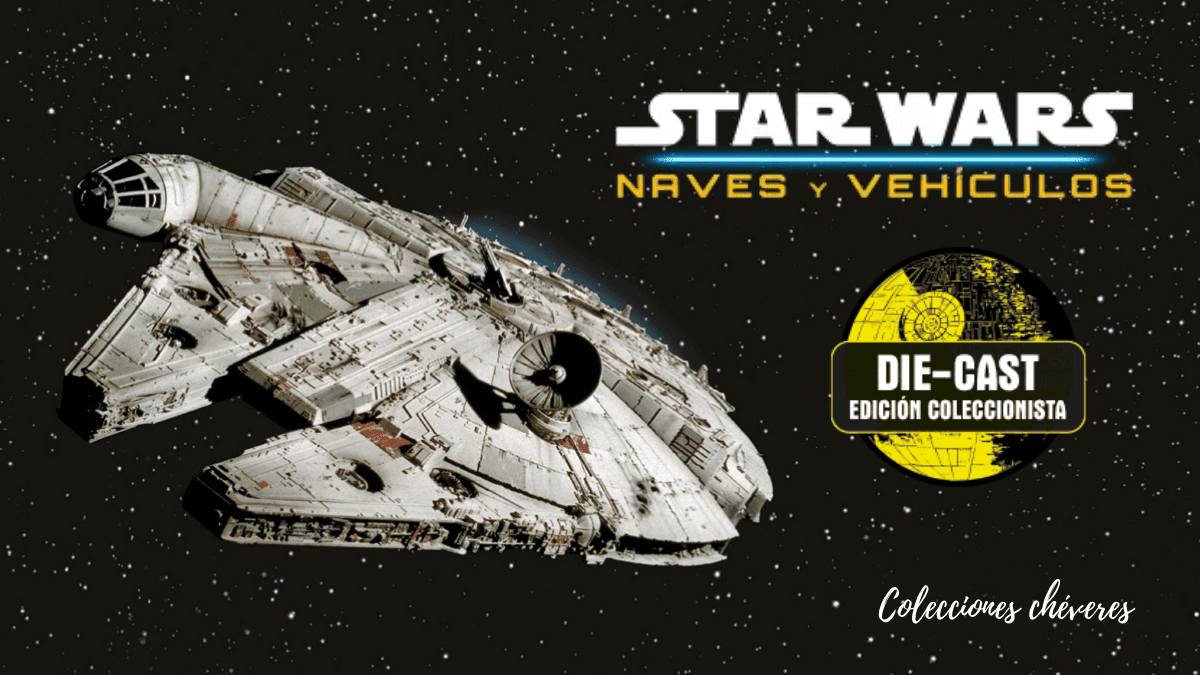 STAR WARS
NAVES Y VEHÍCULOS
DIE-CAST
EDICIÓN COLECCIONISTA
Colecciones chéveres